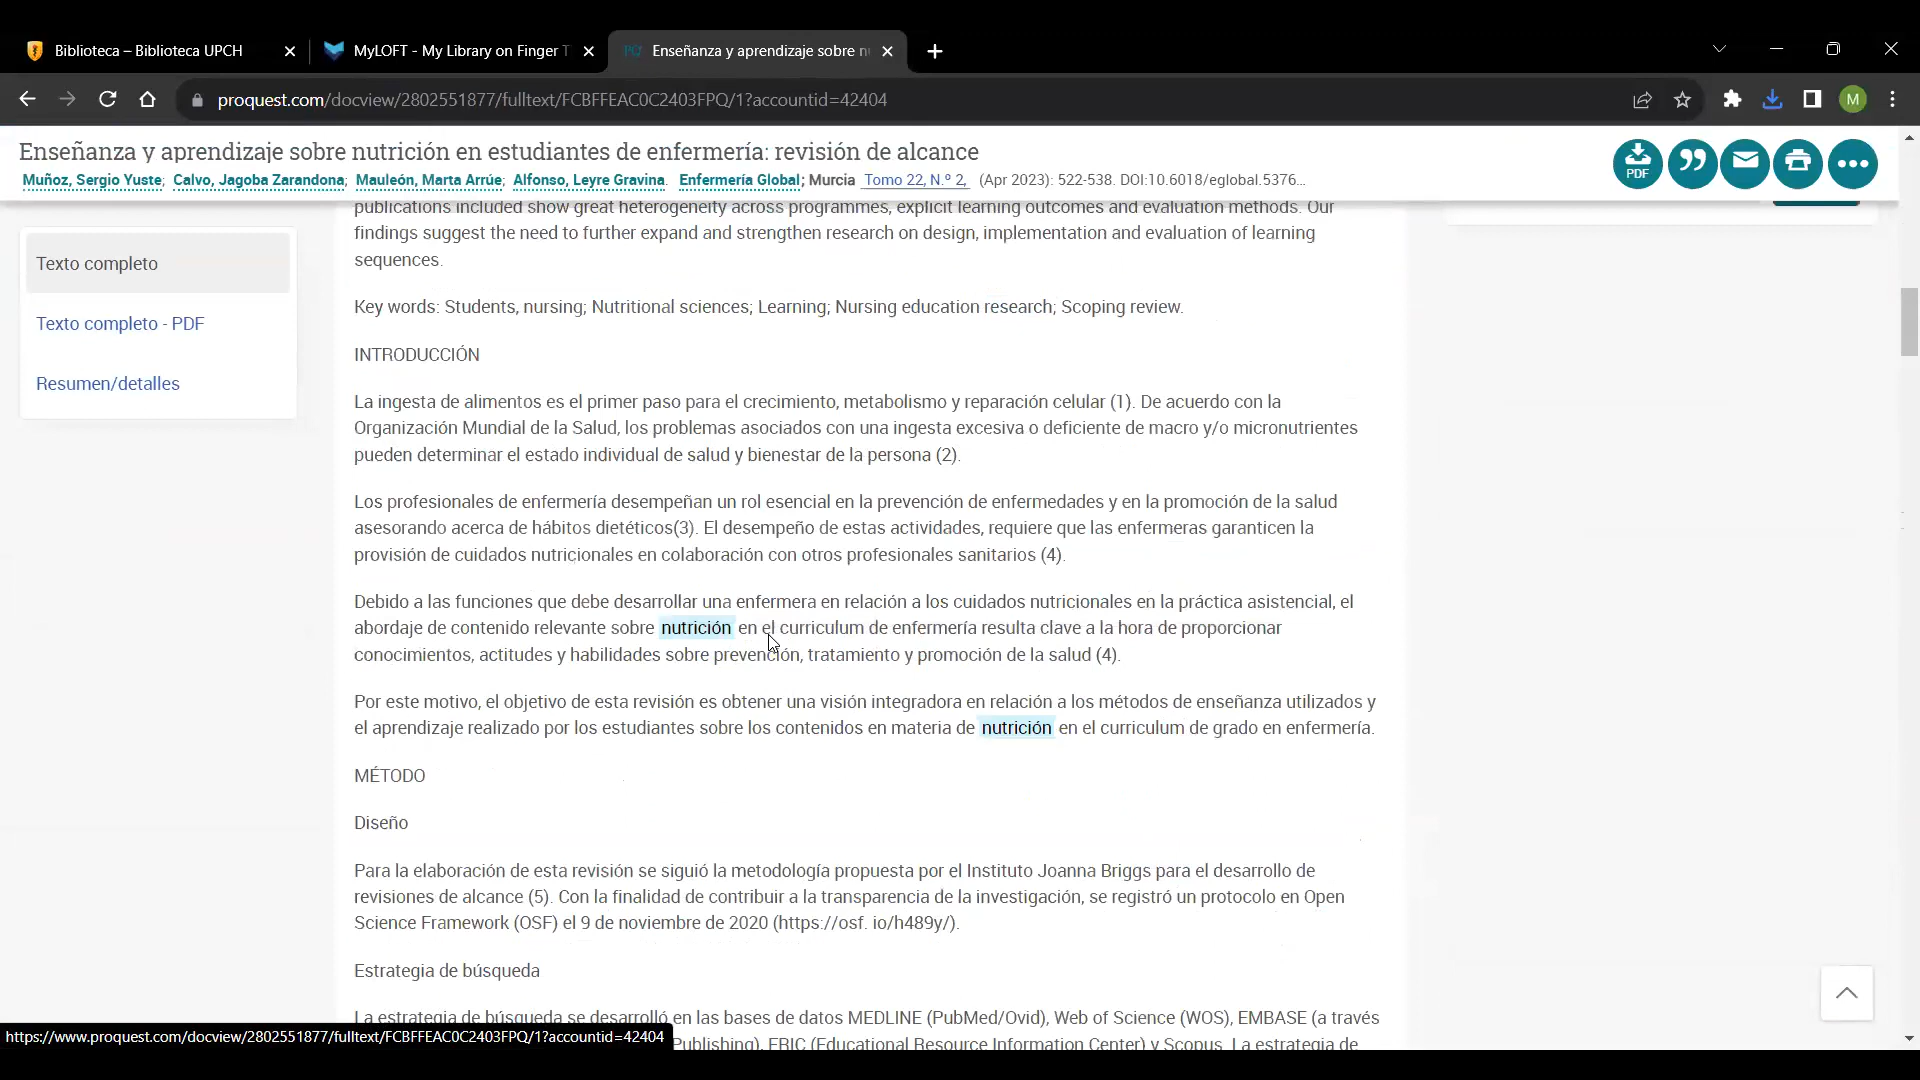 Biblioteca – Biblioteca UPCH
MyLOFT - My Library on Finger T
Enseñanza y aprendizaje sobre n
proquest.com/docview/2802551877/fulltext/FCBFFEAC0C2403FPQ/1?accountid=42404
M
Enseñanza y aprendizaje sobre nutrición en estudiantes de enfermería: revisión de alcance
Muñoz, Sergio Yuste; Calvo, Jagoba Zarandona; Mauleón, Marta Arrúe; Alfonso, Leyre Gravina. Enfermería Global; Murcia Tomo 22, N.º 2, (Apr 2023): 522-538. DOI:10.6018/eglobal.5376...
PDF
Texto completo
Texto completo - PDF
Resumen/detalles
publications included show great heterogeneity across programmes, explicit learning outcomes and evaluation methods. Our
findings suggest the need to further expand and strengthen research on design, implementation and evaluation of learning
sequences.
Key words: Students, nursing; Nutritional sciences; Learning; Nursing education research; Scoping review.
INTRODUCCIÓN
La ingesta de alimentos es el primer paso para el crecimiento, metabolismo y reparación celular (1). De acuerdo con la
Organización Mundial de la Salud, los problemas asociados con una ingesta excesiva o deficiente de macro y/o micronutrientes
pueden determinar el estado individual de salud y bienestar de la persona (2).
Los profesionales de enfermería desempeñan un rol esencial en la prevención de enfermedades y en la promoción de la salud
asesorando acerca de hábitos dietéticos(3). El desempeño de estas actividades, requiere que las enfermeras garanticen la
provisión de cuidados nutricionales en colaboración con otros profesionales sanitarios (4).
Debido a las funciones que debe desarrollar una enfermera en relación a los cuidados nutricionales en la práctica asistencial, el
abordaje de contenido relevante sobre nutrición en el curriculum de enfermería resulta clave a la hora de proporcionar
conocimientos, actitudes y habilidades sobre prevención, tratamiento y promoción de la salud (4).
Por este motivo, el objetivo de esta revisión es obtener una visión integradora en relación a los métodos de enseñanza utilizados y
el aprendizaje realizado por los estudiantes sobre los contenidos en materia de nutrición en el curriculum de grado en enfermería.
MÉTODO
Diseño
Para la elaboración de esta revisión se siguió la metodología propuesta por el Instituto Joanna Briggs para el desarrollo de
revisiones de alcance (5). Con la finalidad de contribuir a la transparencia de la investigación, se registró un protocolo en Open
Science Framework (OSF) el 9 de noviembre de 2020 (https://osf. io/h489y/).
Estrategia de búsqueda
La estrategia de búsqueda se desarrolló en las bases de datos MEDLINE (PubMed/Ovid), Web of Science (WOS), EMBASE (a través
Publishing), ERIC (Educational Resource Information Center) y Scopus. La estrategia de
https://www.proquest.com/docview/2802551877/fulltext/FCBFFEAC0C2403FPQ/1?accountid=42404